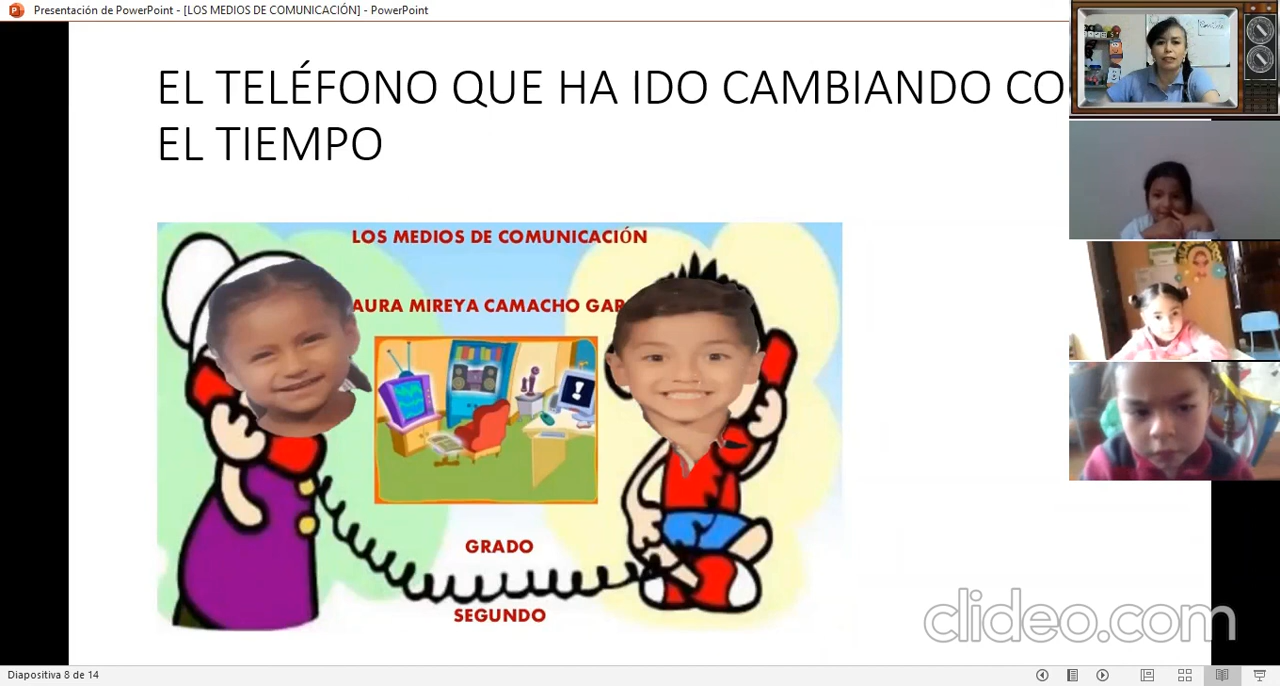 Presentación de PowerPoint - [LOS MEDIOS DE COMUNICACIÓN] - PowerPoint
EL TELÉFONO QUE HA IDO CAMBIANDO CO
EL TIEMPO
LOS MEDIOS DE COMUNICACIÓN
AURA MIREYA CAMACHO GAR
GRADO
SEGUNDO
clideo.com
Diapositiva 8 de 14